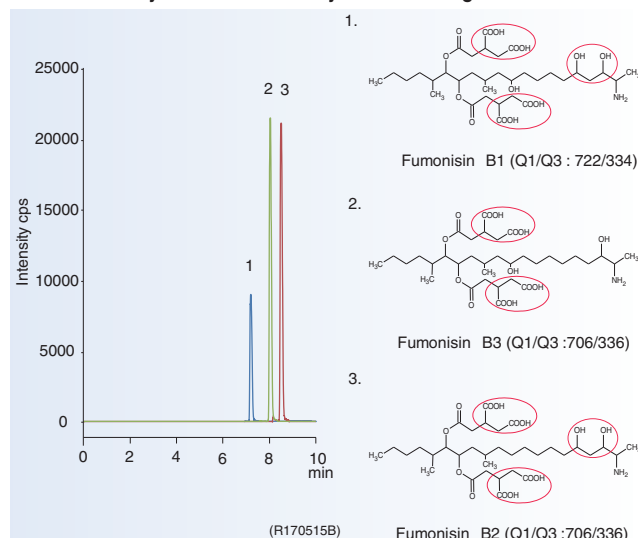 1.
COOH
O
COOH
O
OH OH
H₃C
CH₃
CH₃
CH₃
OH
NH₂
O
COOH
O
COOH
Fumonisin B1 (Q1/Q3 : 722/334)
2.
COOH
O
COOH
O
OH
H₃C
CH₃
CH₃
CH₃
OH
NH₂
O
COOH
O
COOH
Fumonisin B3 (Q1/Q3 :706/336)
3.
COOH
O
COOH
O
OH OH
H₃C
CH₃
CH₃
CH₃
NH₂
O
COOH
O
COOH
Fumonisin B2 (Q1/Q3 :706/336)
Intensity cps
25000
20000
15000
10000
5000
0
1
2 3
0 2 4 6 8 10
min
(R170515B)